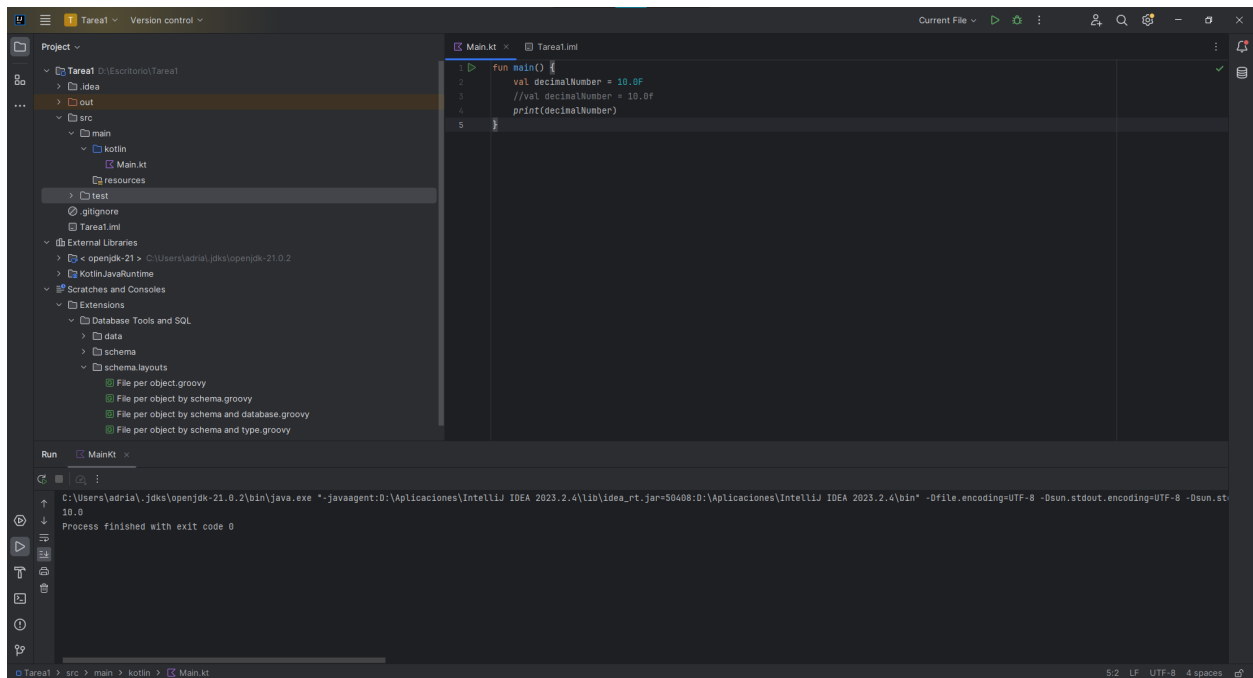 Tarea1 Version control Current File
Project
Main.kt Tarea1.iml
Tarea1 D:\Escritorio\Tarea1
.idea
out
src
main
kotlin
Main.kt
resources
test
.gitignore
Tarea1.iml
External Libraries
< openjdk-21 > C:\Users\adria\.jdks\openjdk-21.0.2
KotlinJavaRuntime
Scratches and Consoles
Extensions
Database Tools and SQL
data
schema
schema.layouts
File per object.groovy
File per object by schema.groovy
File per object by schema and database.groovy
File per object by schema and type.groovy
1 fun main() {
2 val decimalNumber = 10.0F
3 //val decimalNumber = 10.0f
4 print(decimalNumber)
5 }
Run MainKt
C:\Users\adria\.jdks\openjdk-21.0.2\bin\java.exe "-javaagent:D:\Aplicaciones\IntelliJ IDEA 2023.2.4\lib\idea_rt.jar=50408:D:\Aplicaciones\IntelliJ IDEA 2023.2.4\bin" -Dfile.encoding=UTF-8 -Dsun.stdout.encoding=UTF-8 -Dsun.st
10.0
Process finished with exit code 0
Tarea1 > src > main > kotlin > Main.kt 5:2 LF UTF-8 4 spaces